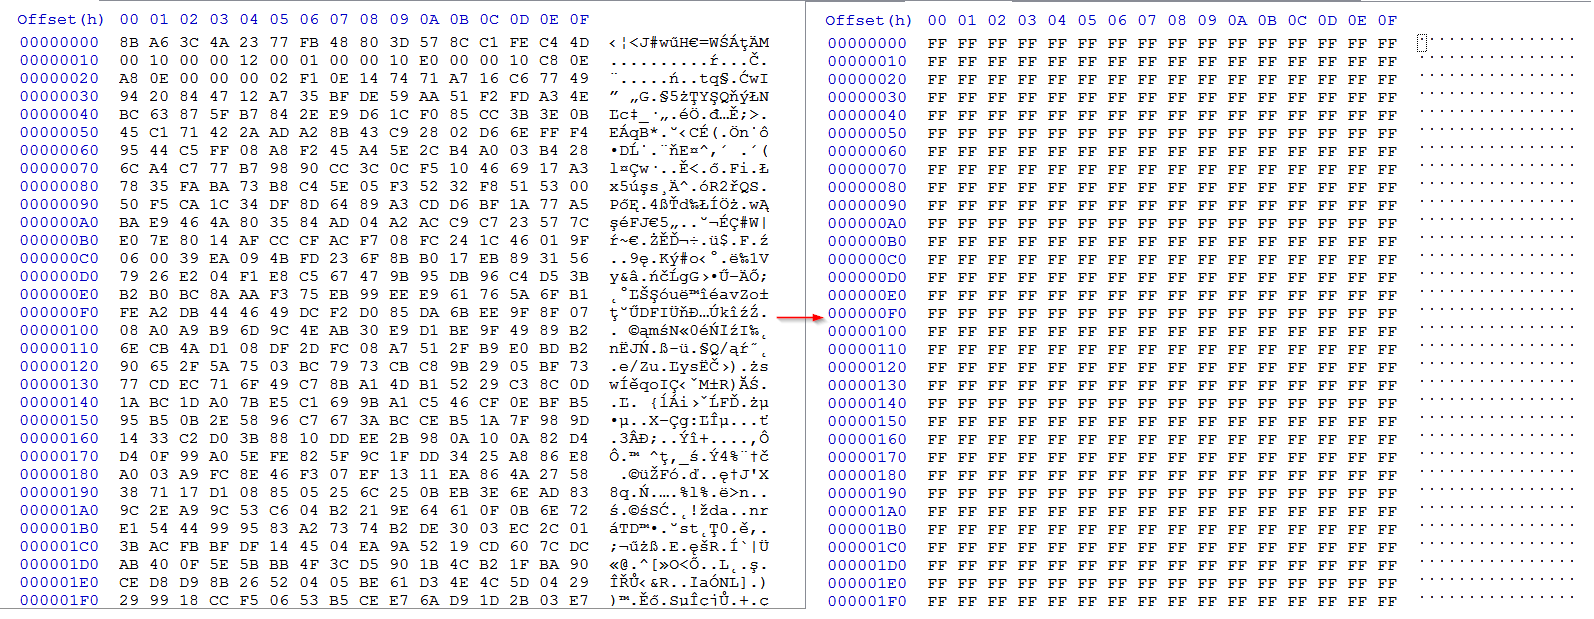 Offset(h) 00 01 02 03 04 05 06 07 08 09 0A 0B 0C 0D 0E 0F
00000000 8B A6 3C 4A 23 77 FB 48 80 3D 57 8C C1 FE C4 4D ‹¦<J#wűH€=WŚÁţÄM
00000010 00 10 00 00 12 00 01 00 00 10 E0 00 00 10 C8 0E ..........ŕ...Č.
00000020 A8 0E 00 00 00 02 F1 0E 14 74 71 A7 16 C6 77 49 ¨.....ń..tq§.ĆwI
00000030 94 20 84 47 12 A7 35 BF DE 59 AA 51 F2 FD A3 4E ” „G.§5żŢYŞQňýŁN
00000040 BC 63 87 5F B7 84 2E E9 D6 1C F0 85 CC 3B 3E 0B Ľc‡_·„.éÖ.đ…Ě;>.
00000050 45 C1 71 42 2A AD A2 8B 43 C9 28 02 D6 6E FF F4 EÁqB*.˘‹CÉ(.Ön˙ô
00000060 95 44 C5 FF 08 A8 F2 45 A4 5E 2C B4 A0 03 B4 28 •DĹ˙.¨ňE¤^,´ .´(
00000070 6C A4 C7 77 B7 98 90 CC 3C 0C F5 10 46 69 17 A3 l¤Çw·..Ě<.ő.Fi.Ł
00000080 78 35 FA BA 73 B8 C4 5E 05 F3 52 32 F8 51 53 00 x5úşs¸Ä^.óR2řQS.
00000090 50 F5 CA 1C 34 DF 8D 64 89 A3 CD D6 BF 1A 77 A5 PőĘ.4ßŤd‰ŁÍÖż.wĄ
000000A0 BA E9 46 4A 80 35 84 AD 04 A2 AC C9 C7 23 57 7C şéFJ€5„..˘¬ÉÇ#W|
000000B0 E0 7E 80 14 AF CC CF AC F7 08 FC 24 1C 46 01 9F ŕ~€.ŻĚĎ¬÷.ü$.F.ź
000000C0 06 00 39 EA 09 4B FD 23 6F 8B B0 17 EB 89 31 56 ..9ę.Ký#o‹°.ë‰1V
000000D0 79 26 E2 04 F1 E8 C5 67 47 9B 95 DB 96 C4 D5 3B y&â.ńčĹgG›•Ű–ÄŐ;
000000E0 B2 B0 BC 8A AA F3 75 EB 99 EE E9 61 76 5A 6F B1 ˛°ĽŠŞóuë™îéavZo±
000000F0 FE A2 DB 44 46 49 DC F2 D0 85 DA 6B EE 9F 8F 07 ţ˘ŰDFIÜňĐ…ÚkîźŹ.
00000100 08 A0 A9 B9 6D 9C 4E AB 30 E9 D1 BE 9F 49 89 B2 . ©ąmśN«0éŃľźI‰˛
00000110 6E CB 4A D1 08 DF 2D FC 08 A7 51 2F B9 E0 BD B2 nËJŃ.ß-ü.§Q/ąŕ˝˛
00000120 90 65 2F 5A 75 03 BC 79 73 CB C8 9B 29 05 BF 73 .e/Zu.ĽysËČ›).żs
00000130 77 CD EC 71 6F 49 C7 8B A1 4D B1 52 29 C3 8C 0D wÍěqoIÇ‹ˇM±R)ĂŚ.
00000140 1A BC 1D A0 7B E5 C1 69 9B A1 C5 46 CF 0E BF B5 .Ľ. {ĺÁi›ˇĹFĎ.żµ
00000150 95 B5 0B 2E 58 96 C7 67 3A BC CE B5 1A 7F 98 9D •µ..X–Çg:ĽÎµ...ť
00000160 14 33 C2 D0 3B 88 10 DD EE 2B 98 0A 10 0A 82 D4 .3ÂĐ;..Ýî+....‚Ô
00000170 D4 0F 99 A0 5E FE 82 5F 9C 1F DD 34 25 A8 86 E8 Ô.™ ^ţ‚_ś.Ý4%¨†č
00000180 A0 03 A9 FC 8E 46 F3 07 EF 13 11 EA 86 4A 27 58  .©üŽFó.ď..ę†J'X
00000190 38 71 17 D1 08 85 05 25 6C 25 0B EB 3E 6E AD 83 8q.Ń.….%l%.ë>n..
000001A0 9C 2E A9 9C 53 C6 04 B2 21 9E 64 61 0F 0B 6E 72 ś.©śSĆ.˛!žda..nr
000001B0 E1 54 44 99 95 83 A2 73 74 B2 DE 30 03 EC 2C 01 áTD™•.˘st˛Ţ0.ě,.
000001C0 3B AC FB BF DF 14 45 04 EA 9A 52 19 CD 60 7C DC ;¬űżß.E.ęšR.Í`|Ü
000001D0 AB 40 0F 5E 5B BB 4F 3C D5 90 1B 4C B2 1F BA 90 «@.^[»O<Ő..L˛.ş.
000001E0 CE D8 D9 8B 26 52 04 05 BE 61 D3 4E 4C 5D 04 29 ÎŘŮ‹&R..ľaÓNL].)
000001F0 29 99 18 CC F5 06 53 B5 CE E7 6A D9 1D 2B 03 E7 )™.Ěő.SµÎçjŮ.+.ç
Offset(h) 00 01 02 03 04 05 06 07 08 09 0A 0B 0C 0D 0E 0F
00000000 FF FF FF FF FF FF FF FF FF FF FF FF FF FF FF FF ˙˙˙˙˙˙˙˙˙˙˙˙˙˙˙˙
00000010 FF FF FF FF FF FF FF FF FF FF FF FF FF FF FF FF ˙˙˙˙˙˙˙˙˙˙˙˙˙˙˙˙
00000020 FF FF FF FF FF FF FF FF FF FF FF FF FF FF FF FF ˙˙˙˙˙˙˙˙˙˙˙˙˙˙˙˙
00000030 FF FF FF FF FF FF FF FF FF FF FF FF FF FF FF FF ˙˙˙˙˙˙˙˙˙˙˙˙˙˙˙˙
00000040 FF FF FF FF FF FF FF FF FF FF FF FF FF FF FF FF ˙˙˙˙˙˙˙˙˙˙˙˙˙˙˙˙
00000050 FF FF FF FF FF FF FF FF FF FF FF FF FF FF FF FF ˙˙˙˙˙˙˙˙˙˙˙˙˙˙˙˙
00000060 FF FF FF FF FF FF FF FF FF FF FF FF FF FF FF FF ˙˙˙˙˙˙˙˙˙˙˙˙˙˙˙˙
00000070 FF FF FF FF FF FF FF FF FF FF FF FF FF FF FF FF ˙˙˙˙˙˙˙˙˙˙˙˙˙˙˙˙
00000080 FF FF FF FF FF FF FF FF FF FF FF FF FF FF FF FF ˙˙˙˙˙˙˙˙˙˙˙˙˙˙˙˙
00000090 FF FF FF FF FF FF FF FF FF FF FF FF FF FF FF FF ˙˙˙˙˙˙˙˙˙˙˙˙˙˙˙˙
000000A0 FF FF FF FF FF FF FF FF FF FF FF FF FF FF FF FF ˙˙˙˙˙˙˙˙˙˙˙˙˙˙˙˙
000000B0 FF FF FF FF FF FF FF FF FF FF FF FF FF FF FF FF ˙˙˙˙˙˙˙˙˙˙˙˙˙˙˙˙
000000C0 FF FF FF FF FF FF FF FF FF FF FF FF FF FF FF FF ˙˙˙˙˙˙˙˙˙˙˙˙˙˙˙˙
000000D0 FF FF FF FF FF FF FF FF FF FF FF FF FF FF FF FF ˙˙˙˙˙˙˙˙˙˙˙˙˙˙˙˙
000000E0 FF FF FF FF FF FF FF FF FF FF FF FF FF FF FF FF ˙˙˙˙˙˙˙˙˙˙˙˙˙˙˙˙
000000F0 FF FF FF FF FF FF FF FF FF FF FF FF FF FF FF FF ˙˙˙˙˙˙˙˙˙˙˙˙˙˙˙˙
00000100 FF FF FF FF FF FF FF FF FF FF FF FF FF FF FF FF ˙˙˙˙˙˙˙˙˙˙˙˙˙˙˙˙
00000110 FF FF FF FF FF FF FF FF FF FF FF FF FF FF FF FF ˙˙˙˙˙˙˙˙˙˙˙˙˙˙˙˙
00000120 FF FF FF FF FF FF FF FF FF FF FF FF FF FF FF FF ˙˙˙˙˙˙˙˙˙˙˙˙˙˙˙˙
00000130 FF FF FF FF FF FF FF FF FF FF FF FF FF FF FF FF ˙˙˙˙˙˙˙˙˙˙˙˙˙˙˙˙
00000140 FF FF FF FF FF FF FF FF FF FF FF FF FF FF FF FF ˙˙˙˙˙˙˙˙˙˙˙˙˙˙˙˙
00000150 FF FF FF FF FF FF FF FF FF FF FF FF FF FF FF FF ˙˙˙˙˙˙˙˙˙˙˙˙˙˙˙˙
00000160 FF FF FF FF FF FF FF FF FF FF FF FF FF FF FF FF ˙˙˙˙˙˙˙˙˙˙˙˙˙˙˙˙
00000170 FF FF FF FF FF FF FF FF FF FF FF FF FF FF FF FF ˙˙˙˙˙˙˙˙˙˙˙˙˙˙˙˙
00000180 FF FF FF FF FF FF FF FF FF FF FF FF FF FF FF FF ˙˙˙˙˙˙˙˙˙˙˙˙˙˙˙˙
00000190 FF FF FF FF FF FF FF FF FF FF FF FF FF FF FF FF ˙˙˙˙˙˙˙˙˙˙˙˙˙˙˙˙
000001A0 FF FF FF FF FF FF FF FF FF FF FF FF FF FF FF FF ˙˙˙˙˙˙˙˙˙˙˙˙˙˙˙˙
000001B0 FF FF FF FF FF FF FF FF FF FF FF FF FF FF FF FF ˙˙˙˙˙˙˙˙˙˙˙˙˙˙˙˙
000001C0 FF FF FF FF FF FF FF FF FF FF FF FF FF FF FF FF ˙˙˙˙˙˙˙˙˙˙˙˙˙˙˙˙
000001D0 FF FF FF FF FF FF FF FF FF FF FF FF FF FF FF FF ˙˙˙˙˙˙˙˙˙˙˙˙˙˙˙˙
000001E0 FF FF FF FF FF FF FF FF FF FF FF FF FF FF FF FF ˙˙˙˙˙˙˙˙˙˙˙˙˙˙˙˙
000001F0 FF FF FF FF FF FF FF FF FF FF FF FF FF FF FF FF ˙˙˙˙˙˙˙˙˙˙˙˙˙˙˙˙